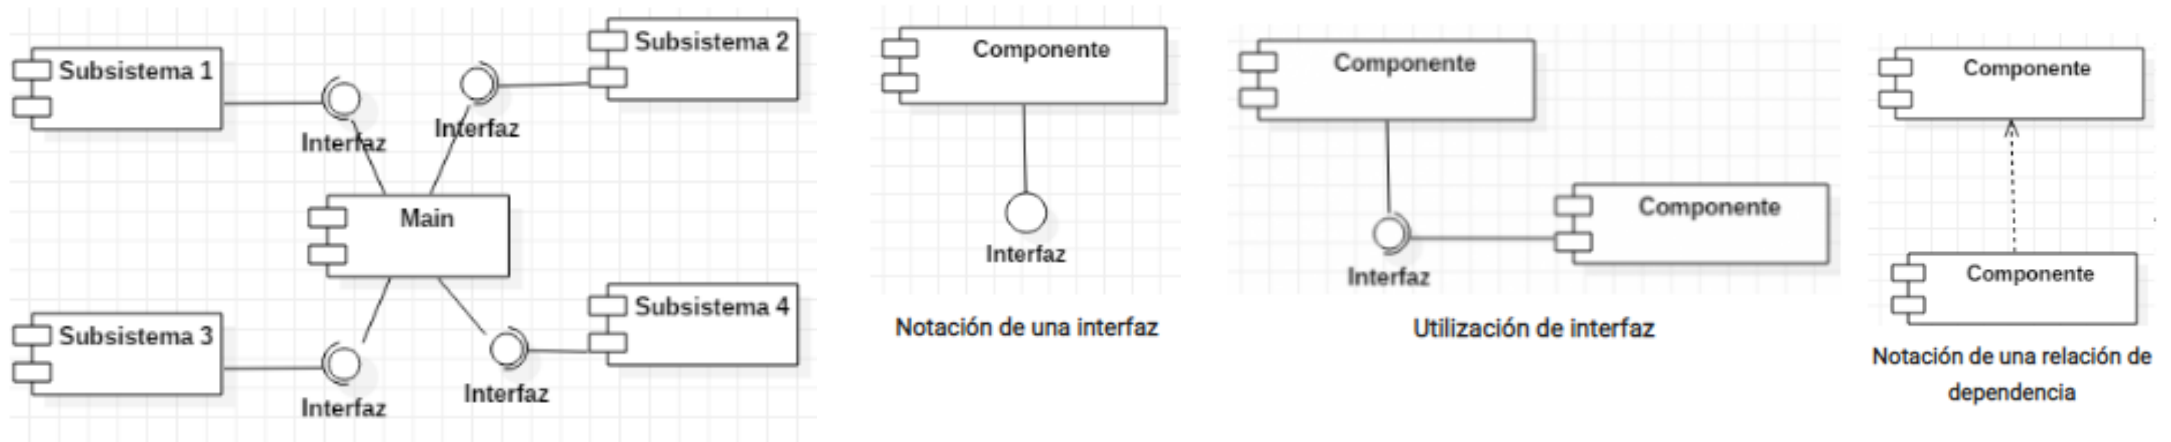 Subsistema 1
Subsistema 2
Interfaz
Interfaz
Main
Subsistema 3
Subsistema 4
Interfaz
Interfaz
Componente
Interfaz
Notación de una interfaz
Componente
Componente
Interfaz
Utilización de interfaz
Componente
Componente
Notación de una relación de
dependencia